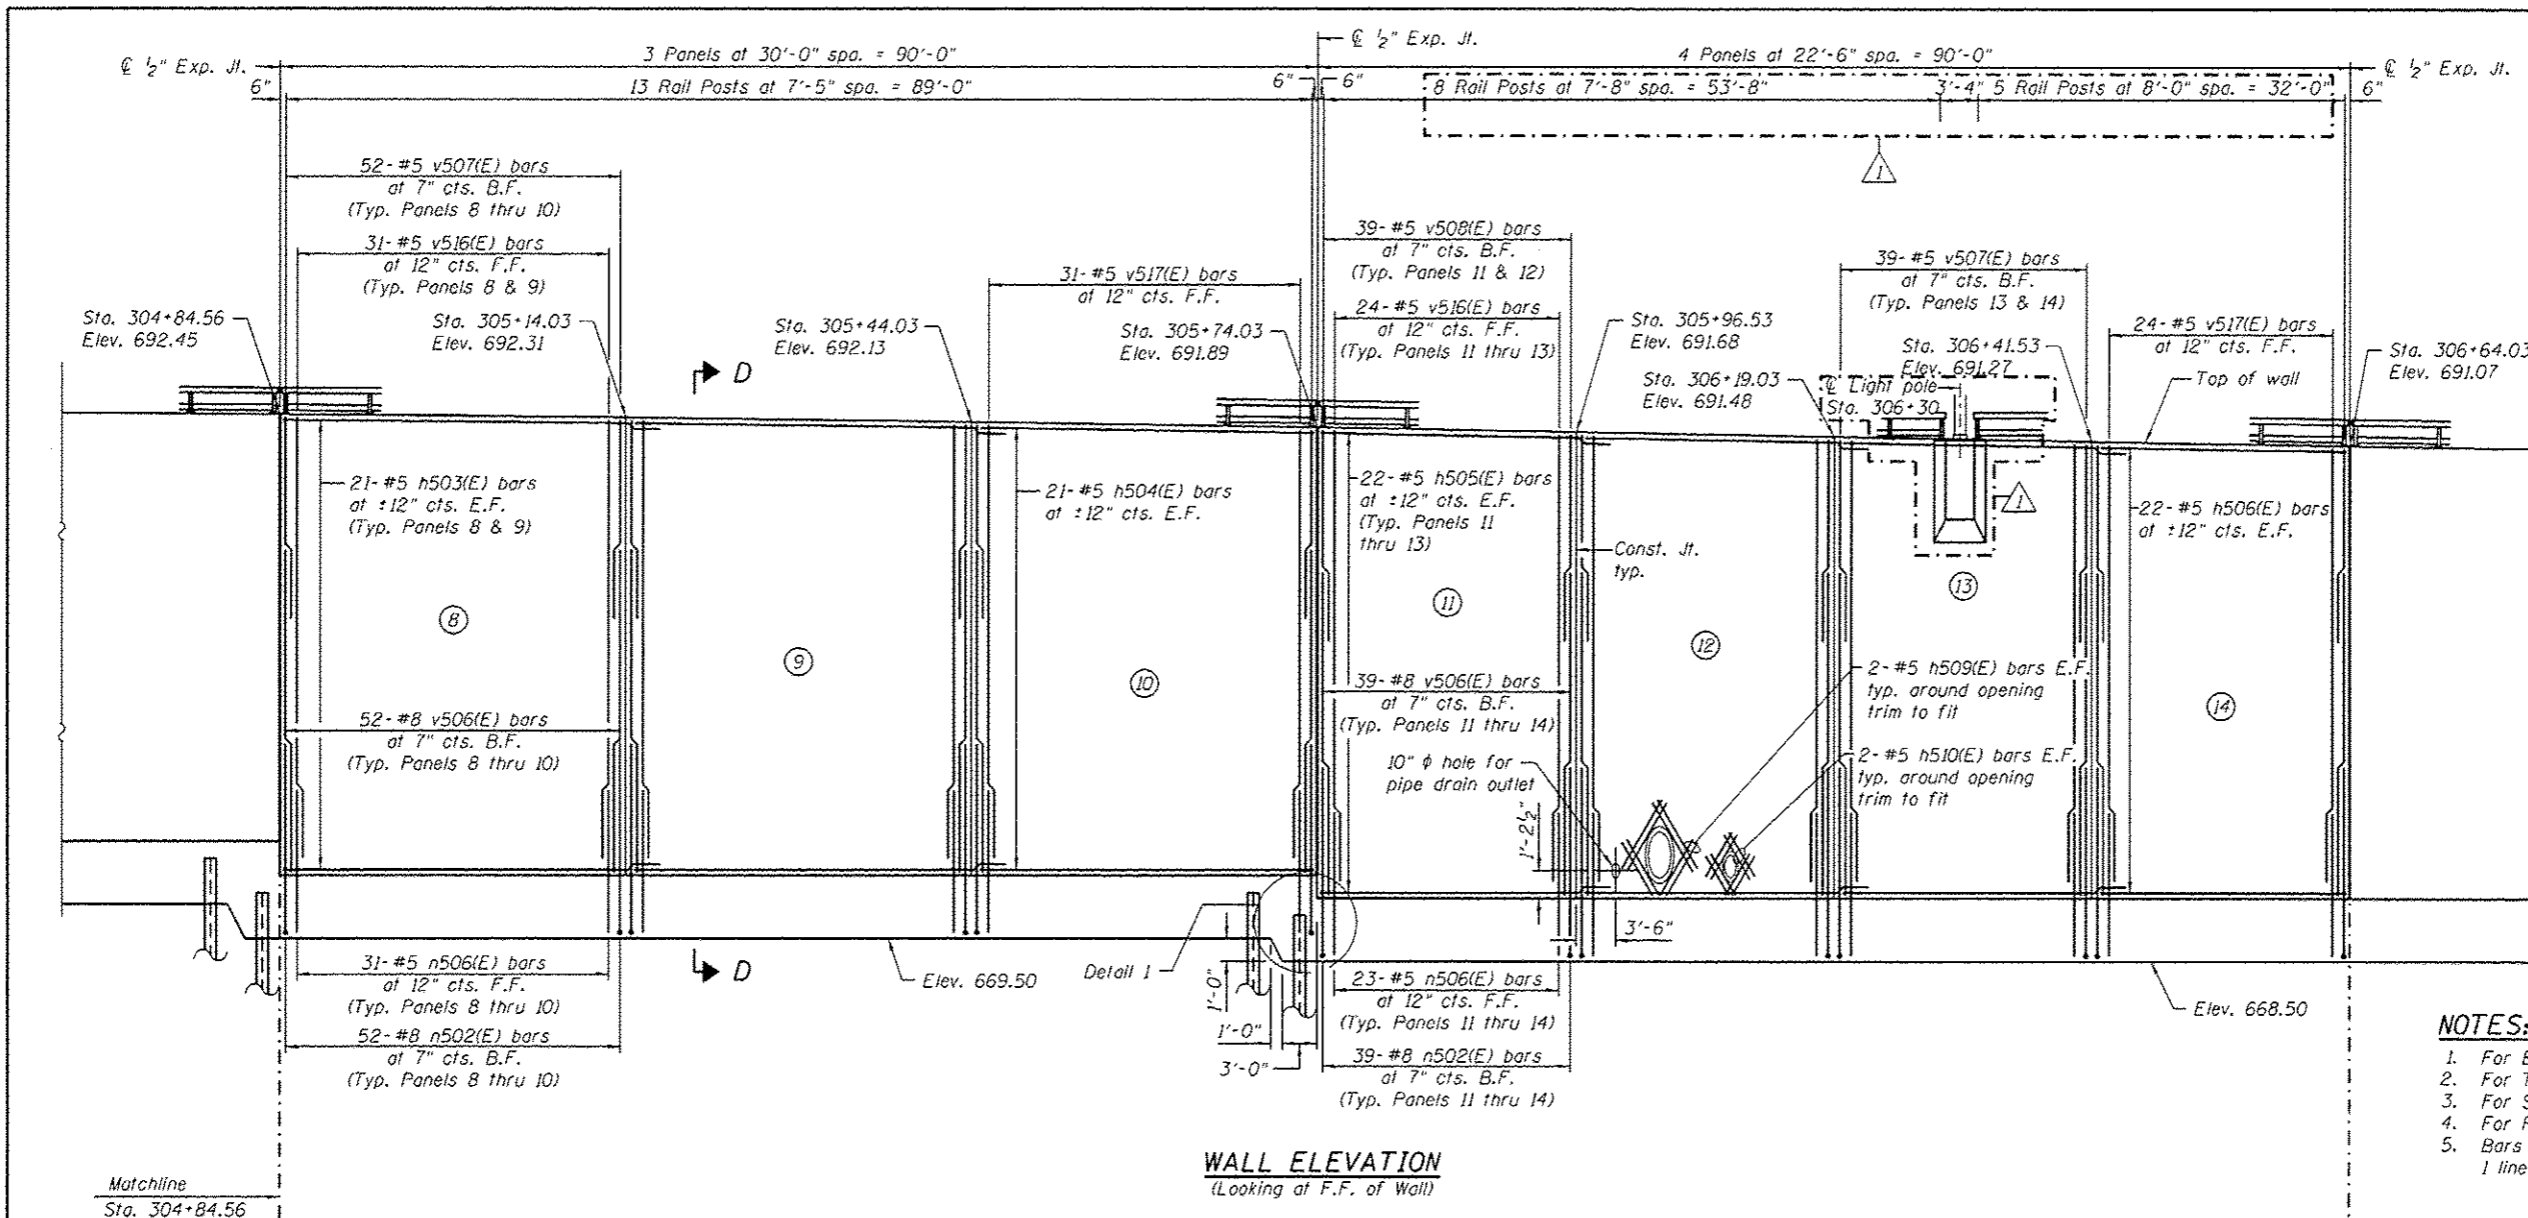 ℄ ½" Exp. Jt.
3 Panels at 30'-0" spa. = 90'-0"
℄ ½" Exp. Jt.
4 Panels at 22'-6" spa. = 90'-0"
℄ ½" Exp. Jt.
6"
13 Rail Posts at 7'-5" spa. = 89'-0"
6"
6"
8 Rail Posts at 7'-8" spa. = 53'-8"
3'-4"
5 Rail Posts at 8'-0" spa. = 32'-0"
6"
1
52-#5 v507(E) bars
at 7" cts. B.F.
(Typ. Panels 8 thru 10)
31-#5 v516(E) bars
at 12" cts. F.F.
(Typ. Panels 8 & 9)
31-#5 v517(E) bars
at 12" cts. F.F.
39-#5 v508(E) bars
at 7" cts. B.F.
(Typ. Panels 11 & 12)
24-#5 v516(E) bars
at 12" cts. F.F.
(Typ. Panels 11 thru 13)
39-#5 v507(E) bars
at 7" cts. B.F.
(Typ. Panels 13 & 14)
24-#5 v517(E) bars
at 12" cts. F.F.
Sta. 304+84.56
Elev. 692.45
Sta. 305+14.03
Elev. 692.31
Sta. 305+44.03
Elev. 692.13
Sta. 305+74.03
Elev. 691.89
Sta. 305+96.53
Elev. 691.68
Sta. 306+19.03
Elev. 691.48
Sta. 306+41.53
Elev. 691.27
Sta. 306+64.03
Elev. 691.07
℄ Light pole
Sta. 306+30
Top of wall
D
21-#5 h503(E) bars
at ±12" cts. E.F.
(Typ. Panels 8 & 9)
21-#5 h504(E) bars
at ±12" cts. E.F.
22-#5 h505(E) bars
at ±12" cts. E.F.
(Typ. Panels 11
thru 13)
Const. Jt.
typ.
1
22-#5 h506(E) bars
at ±12" cts. E.F.
8
9
10
11
12
13
14
52-#8 v506(E) bars
at 7" cts. B.F.
(Typ. Panels 8 thru 10)
39-#8 v506(E) bars
at 7" cts. B.F.
(Typ. Panels 11 thru 14)
10" ϕ hole for
pipe drain outlet
1'-2½"
2-#5 h509(E) bars E.F.
typ. around opening
trim to fit
2-#5 h510(E) bars E.F.
typ. around opening
trim to fit
3'-6"
D
31-#5 n506(E) bars
at 12" cts. F.F.
(Typ. Panels 8 thru 10)
52-#8 n502(E) bars
at 7" cts. B.F.
(Typ. Panels 8 thru 10)
Elev. 669.50
Detail 1
1'-0"
1'-0"
3'-0"
23-#5 n506(E) bars
at 12" cts. F.F.
(Typ. Panels 11 thru 14)
39-#8 n502(E) bars
at 7" cts. B.F.
(Typ. Panels 11 thru 14)
Elev. 668.50
NOTES:
1. For
2. For
3. For
4. For
5. Bars
1 line
WALL ELEVATION
(Looking at F.F. of Wall)
Matchline
Sta. 304+84.56